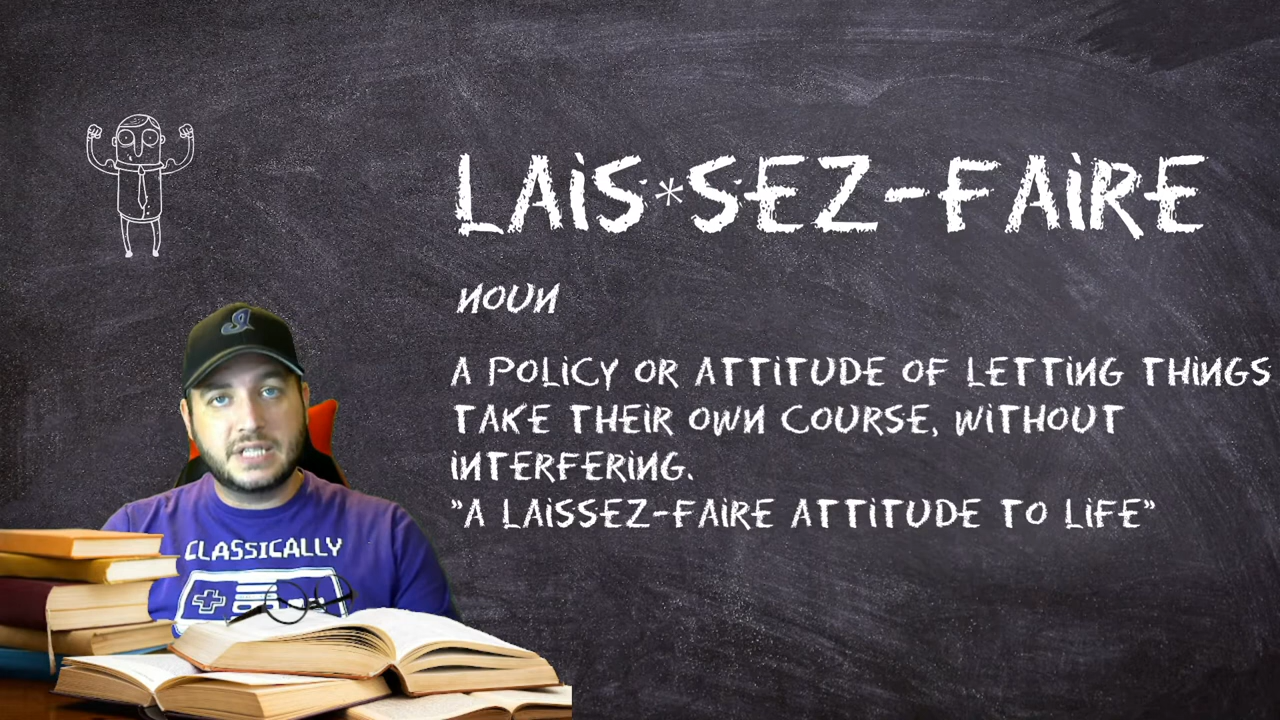 LAIS*SEZ-FAIRE
NOUN
A POLICY OR ATTITUDE OF LETTING THINGS
TAKE THEIR OWN COURSE, WITHOUT
INTERFERING.
"A LAISSEZ-FAIRE ATTITUDE TO LIFE"
CLASSICALLY